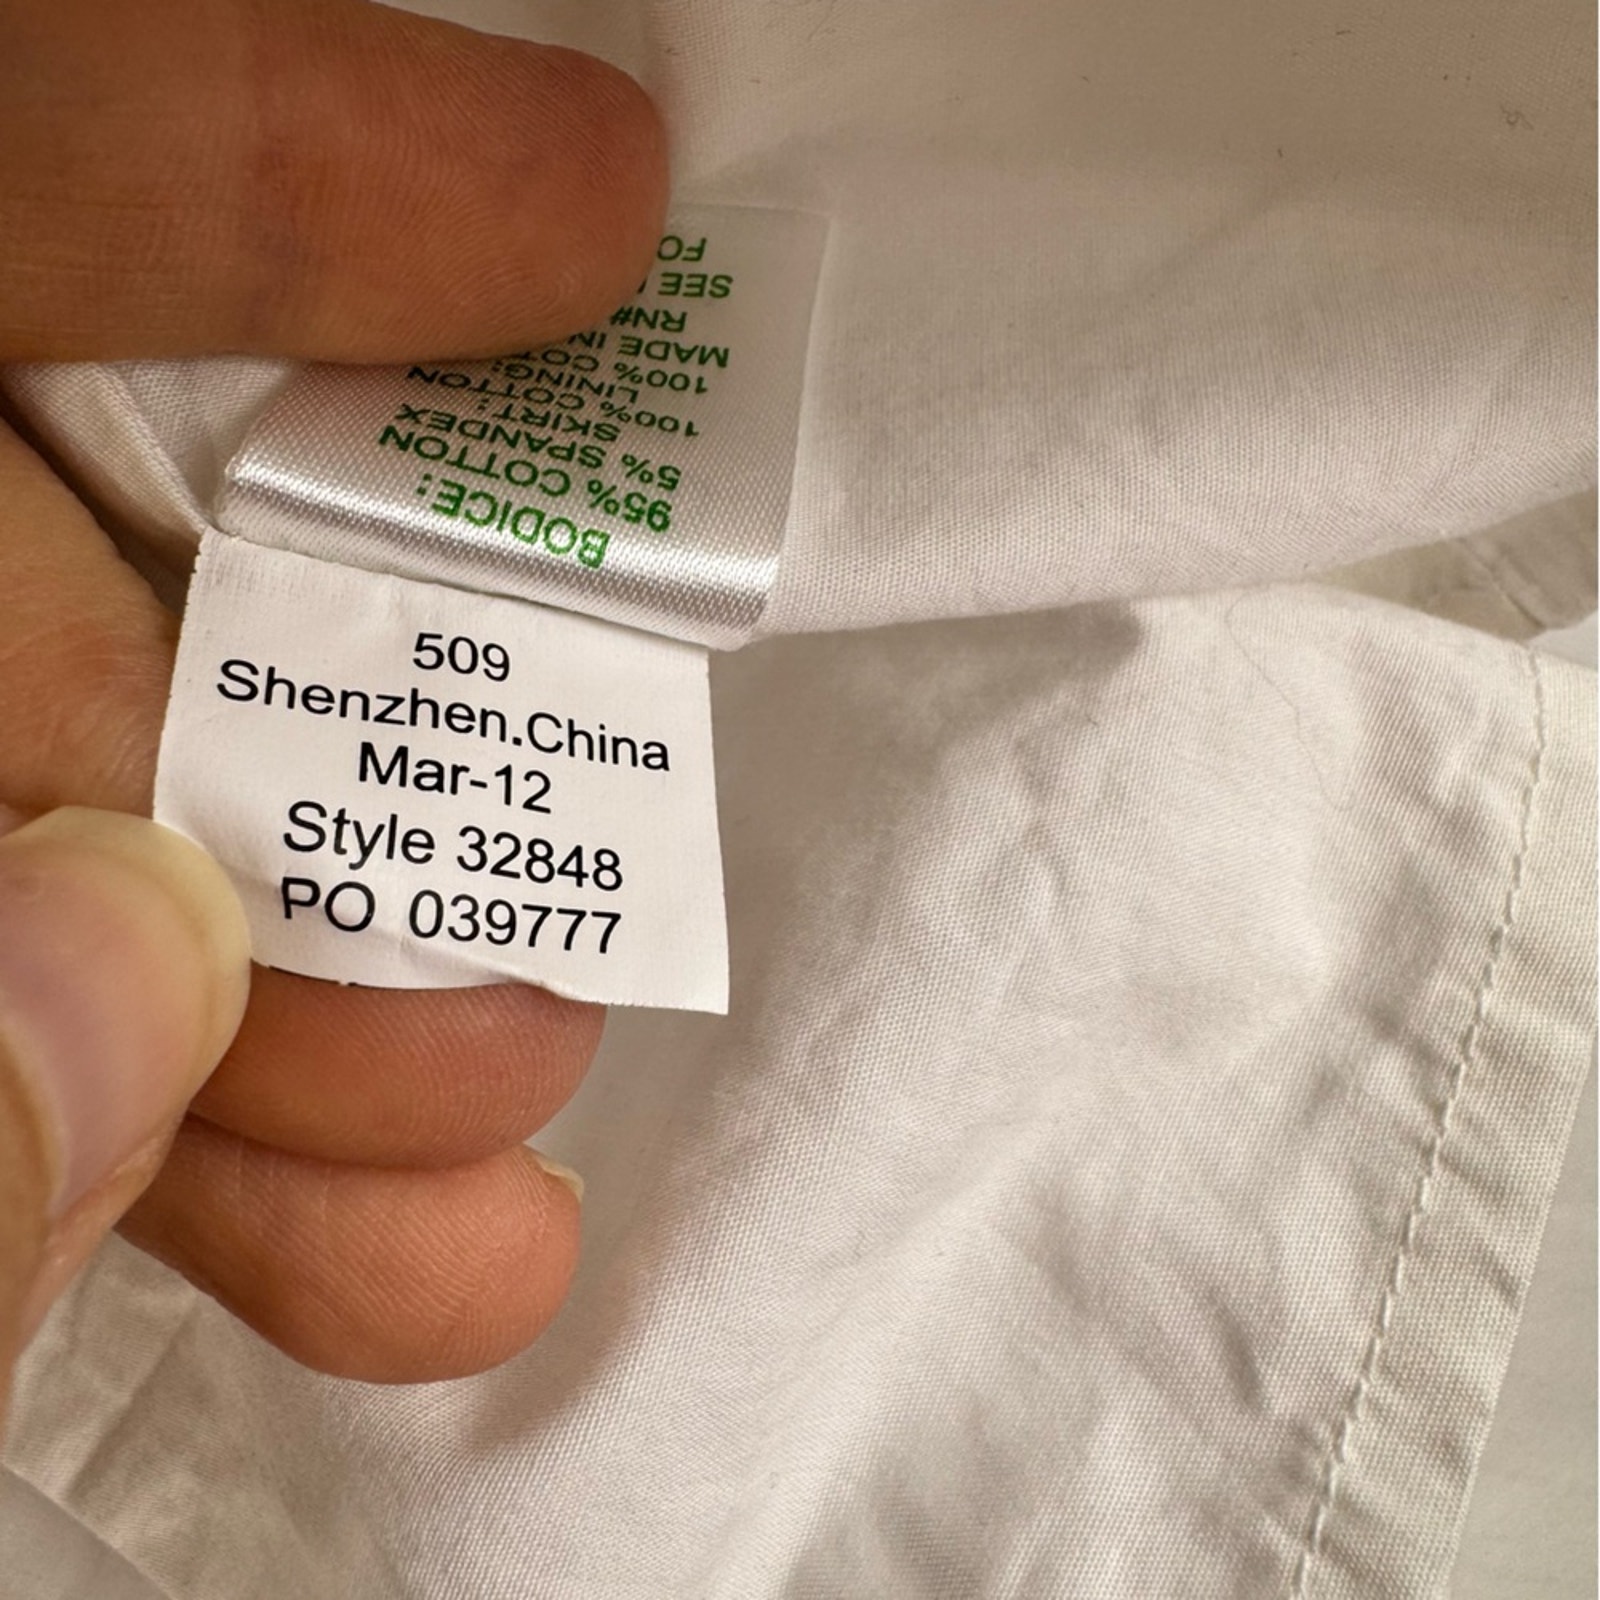 BODICE:
95% COTTON
5% SPANDEX
SKIRT:
100% COTTON
LINING:
100%
MADE IN
RN#
SEE
509
Shenzhen.China
Mar-12
Style 32848
PO 039777